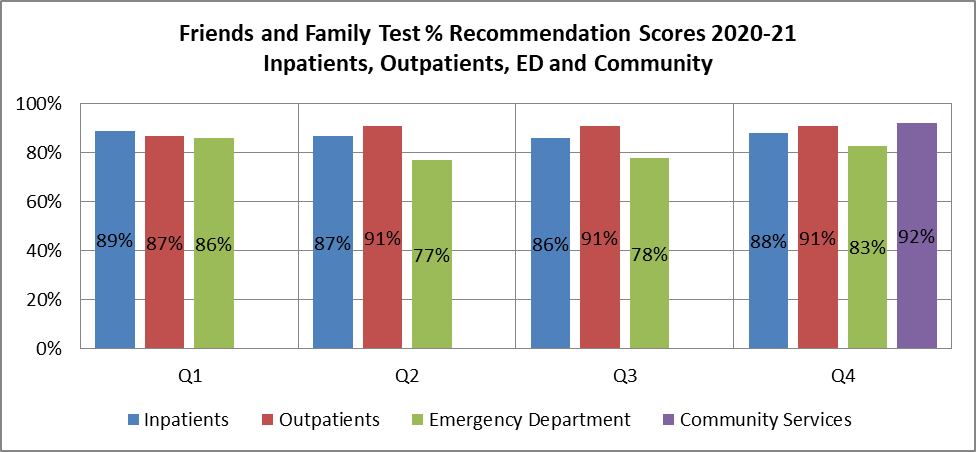 Friends and Family Test % Recommendation Scores 2020-21
Inpatients, Outpatients, ED and Community
100%
80%
60%
40%
20%
0%
89% 87% 86% 87% 91% 77% 86% 91% 78% 88% 91% 83% 92%
Q1 Q2 Q3 Q4
Inpatients Outpatients Emergency Department Community Services